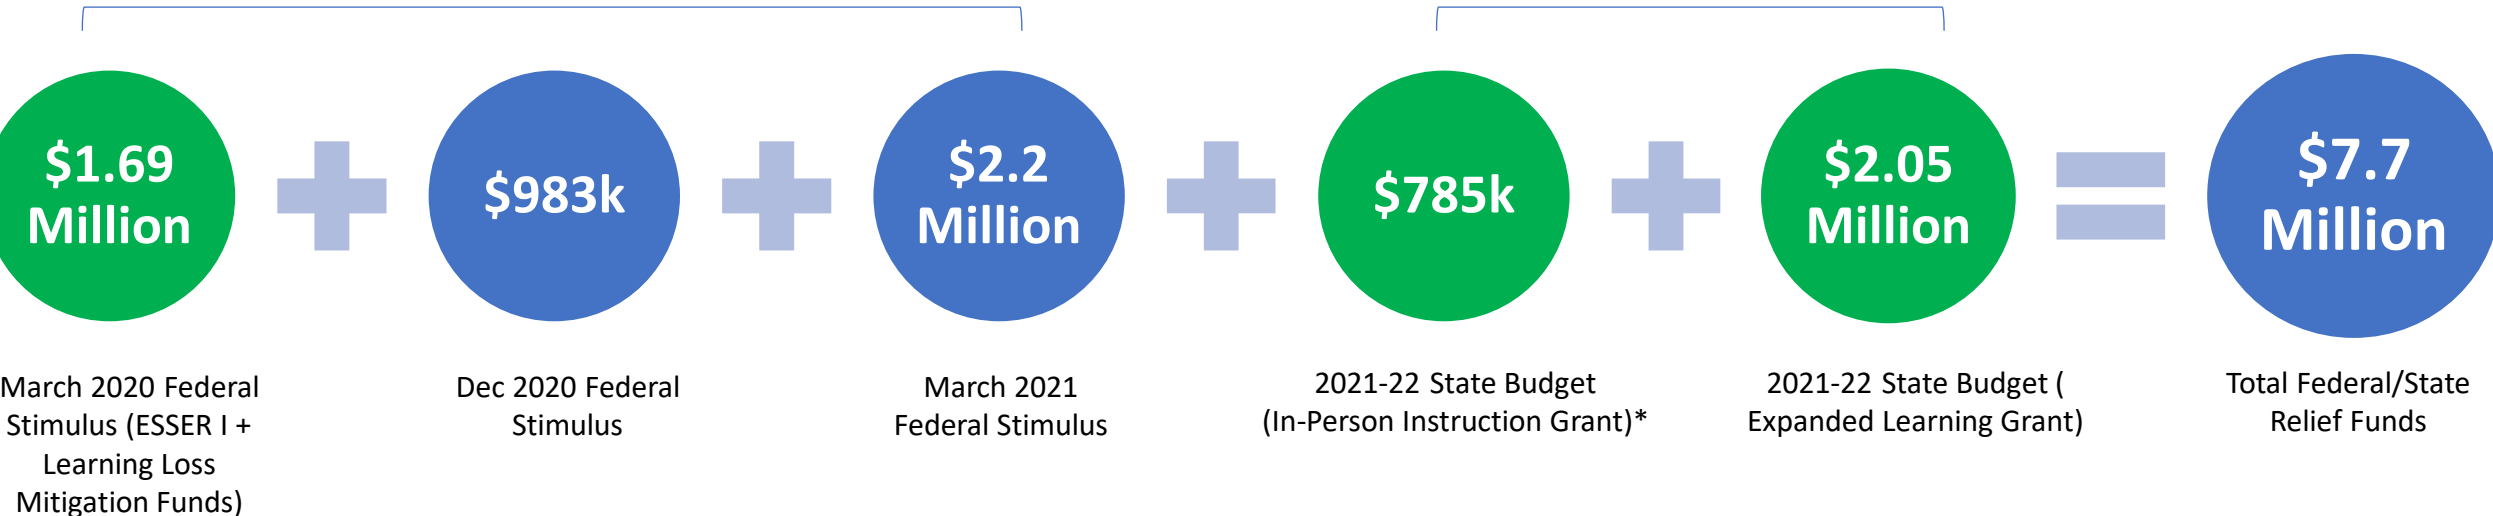 $1.69
Million
$983k
$2.2
Million
$785k
$2.05
Million
$7.7
Million
March 2020 Federal
Stimulus (ESSER I +
Learning Loss
Mitigation Funds)
Dec 2020 Federal
Stimulus
March 2021
Federal Stimulus
2021-22 State Budget
(In-Person Instruction Grant)*
2021-22 State Budget (
Expanded Learning Grant)
Total Federal/State
Relief Funds